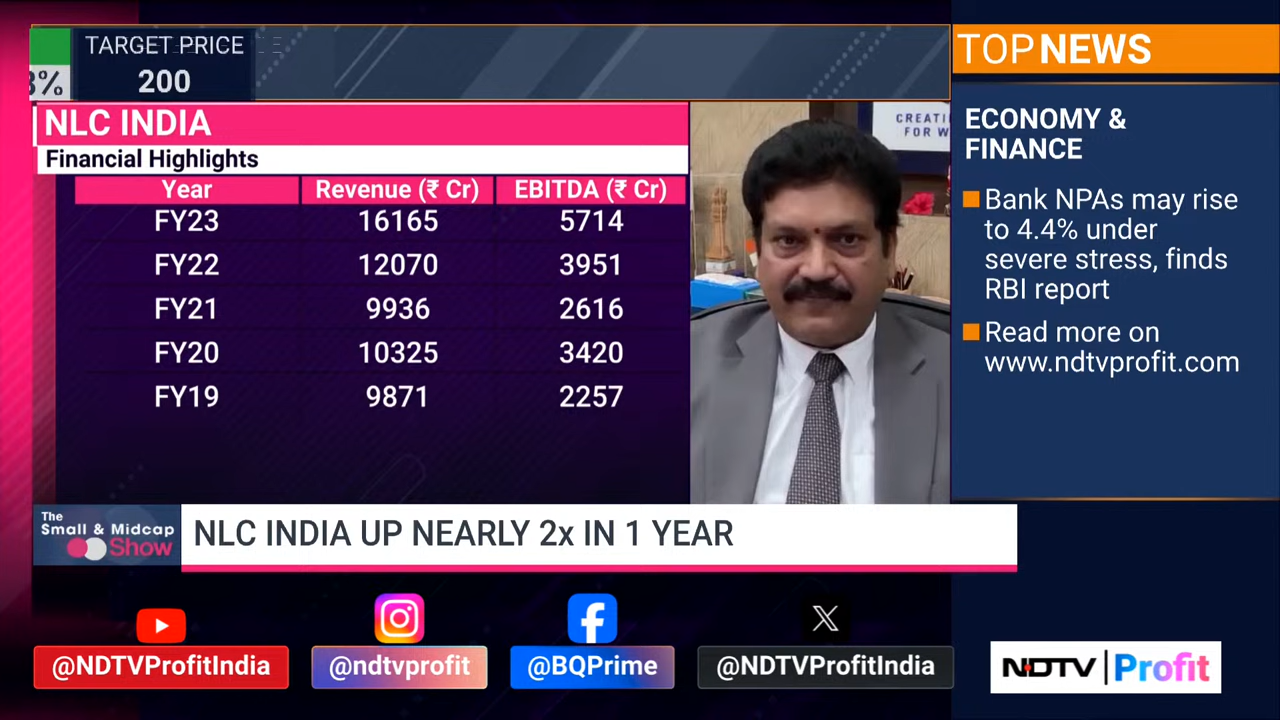 TARGET PRICE
3%
200
TOP NEWS
NLC INDIA
Financial Highlights
Year Revenue (₹ Cr) EBITDA (₹ Cr)
FY23 16165 5714
FY22 12070 3951
FY21 9936 2616
FY20 10325 3420
FY19 9871 2257
CREATI
FOR W
ECONOMY &
FINANCE
Bank NPAs may rise
to 4.4% under
severe stress, finds
RBI report
Read more on
www.ndtvprofit.com
The
Small & Midcap
Show
NLC INDIA UP NEARLY 2x IN 1 YEAR
@NDTVProfitIndia
@ndtvprofit
@BQPrime
@NDTVProfitIndia
NDTV Profit